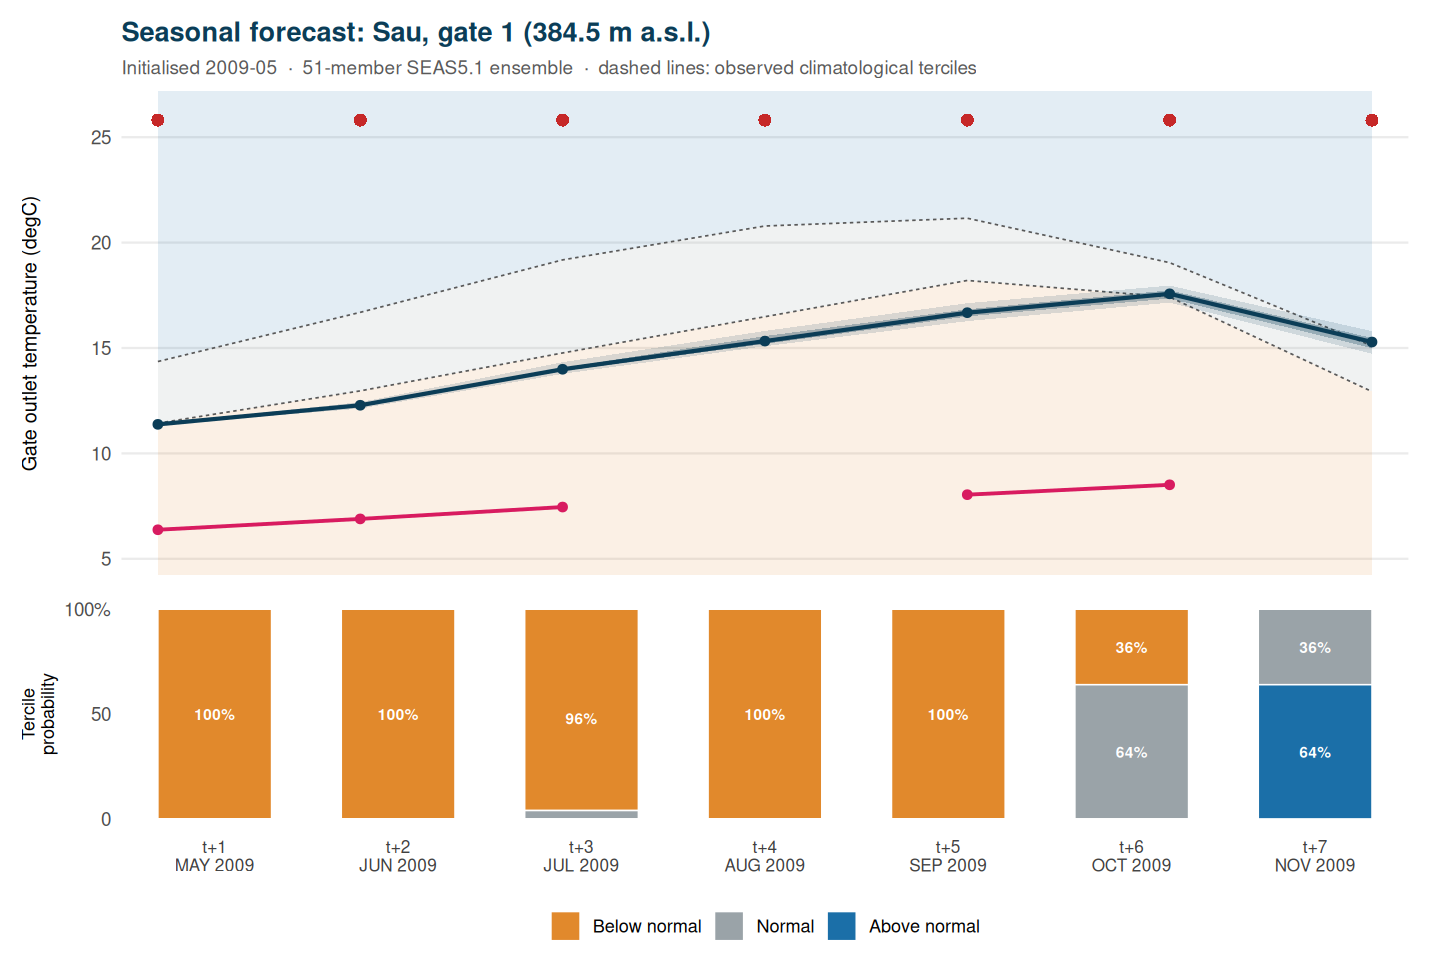 Seasonal forecast: Sau, gate 1 (384.5 m a.s.l.)
Initialised 2009-05 · 51-member SEAS5.1 ensemble · dashed lines: observed climatological terciles
Gate outlet temperature (degC)
25
20
15
10
5
Tercile
probability
100%
50
0
100%
100%
96%
100%
100%
36%
64%
36%
64%
t+1
MAY 2009
t+2
JUN 2009
t+3
JUL 2009
t+4
AUG 2009
t+5
SEP 2009
t+6
OCT 2009
t+7
NOV 2009
Below normal
Normal
Above normal